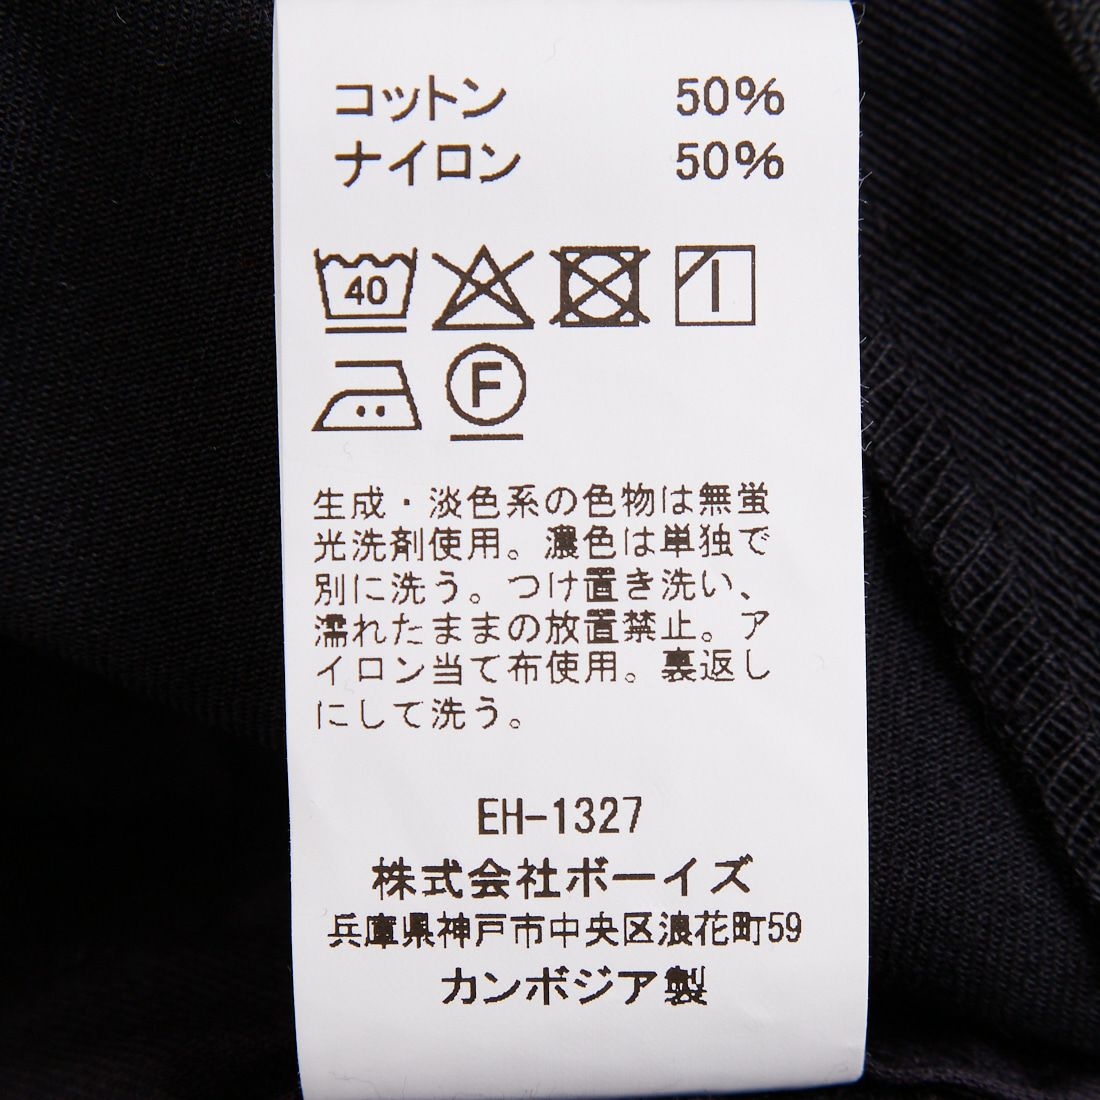 コットン 50%
ナイロン 50%
40
F
生成・淡色系の色物は無蛍
光洗剤使用。濃色は単独で
別に洗う。つけ置き洗い、
濡れたままの放置禁止。ア
イロン当て布使用。裏返し
にして洗う。
EH-1327
株式会社ボーイズ
兵庫県神戸市中央区浪花町59
カンボジア製